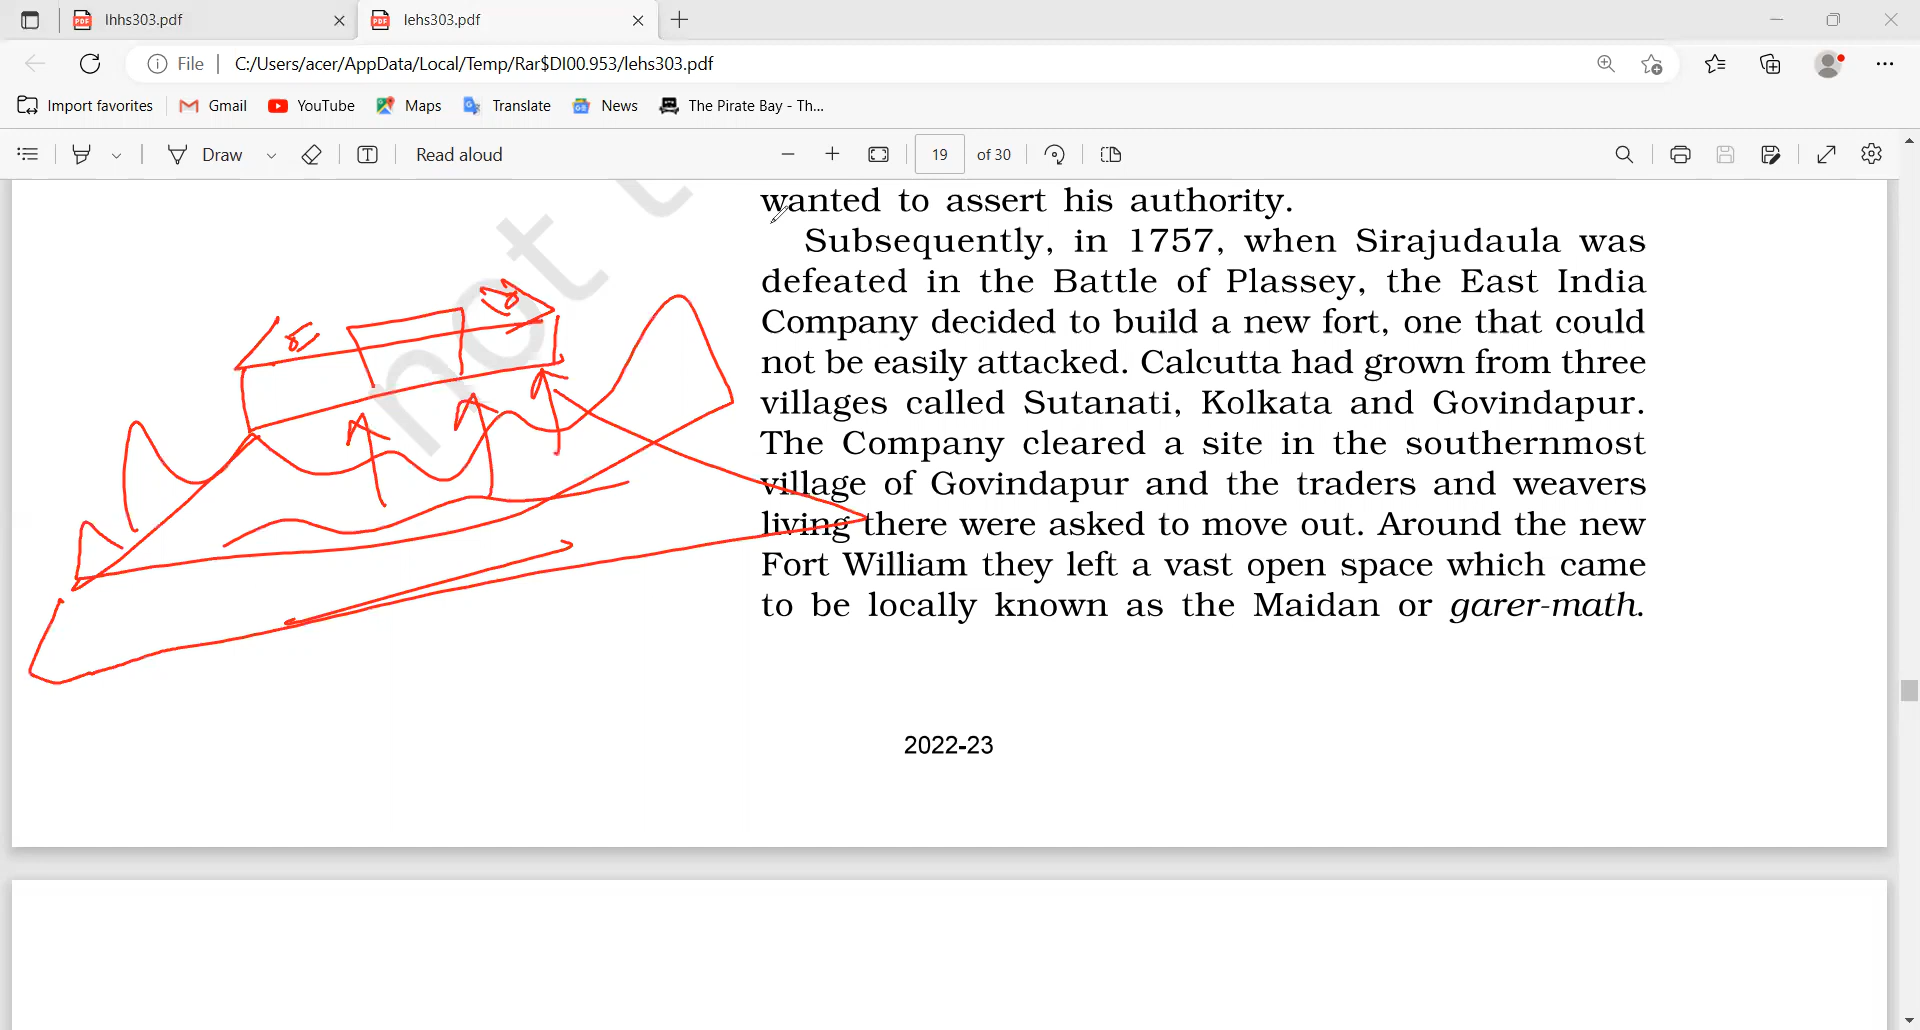 lhhs303.pdf
lehs303.pdf
File
C:/Users/acer/AppData/Local/Temp/Rar$DI00.953/lehs303.pdf
Import favorites
Gmail
YouTube
Maps
Translate
News
The Pirate Bay - Th...
Draw
Read aloud
19
of 30
not t
wanted to assert his authority.
Subsequently, in 1757, when Sirajudaula was
defeated in the Battle of Plassey, the East India
Company decided to build a new fort, one that could
not be easily attacked. Calcutta had grown from three
villages called Sutanati, Kolkata and Govindapur.
The Company cleared a site in the southernmost
village of Govindapur and the traders and weavers
living there were asked to move out. Around the new
Fort William they left a vast open space which came
to be locally known as the Maidan or garer-math.
2022-23